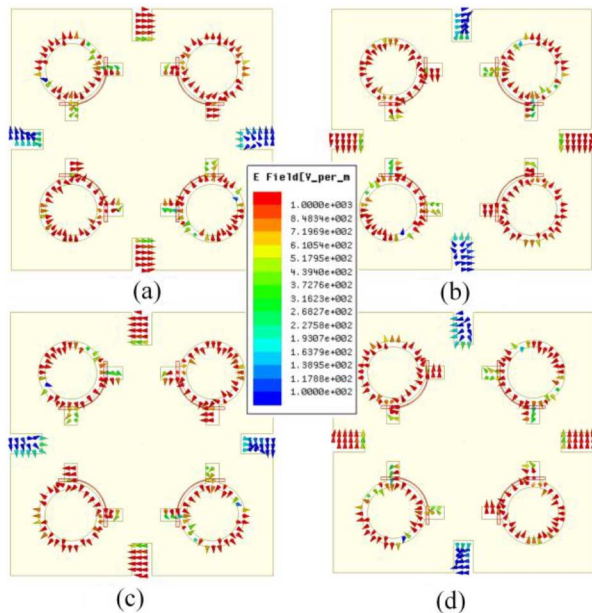 (a)
(b)
E Field[V_per_m
1.0000e+003
8.4834e+002
7.1969e+002
6.1054e+002
5.1795e+002
4.3940e+002
3.7276e+002
3.1623e+002
2.6827e+002
2.2758e+002
1.9307e+002
1.6379e+002
1.3895e+002
1.1788e+002
1.0000e+002
(c)
(d)